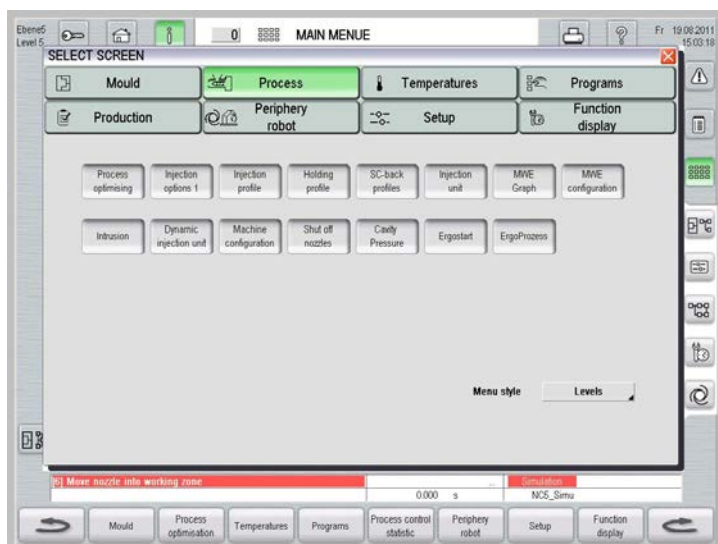 Ebene5
Level 5
0
MAIN MENUE
Fr 19.08.2011
15:03:18
SELECT SCREEN
Mould
Process
Temperatures
Programs
Production
Periphery
robot
Setup
Function
display
Process
optimising
Injection
options 1
Injection
profile
Holding
profile
SC-back
profiles
Injection
unit
MWE
Graph
MWE
configuration
Intrusion
Dynamic
injection unit
Machine
configuration
Shut off
nozzles
Cavity
Pressure
Ergostart
ErgoProzess
Menu style
Levels
[6] Move nozzle into working zone
...
Simulation
0.000 s
NC5_Simu
Mould
Process
optimisation
Temperatures
Programs
Process control
statistic
Periphery
robot
Setup
Function
display